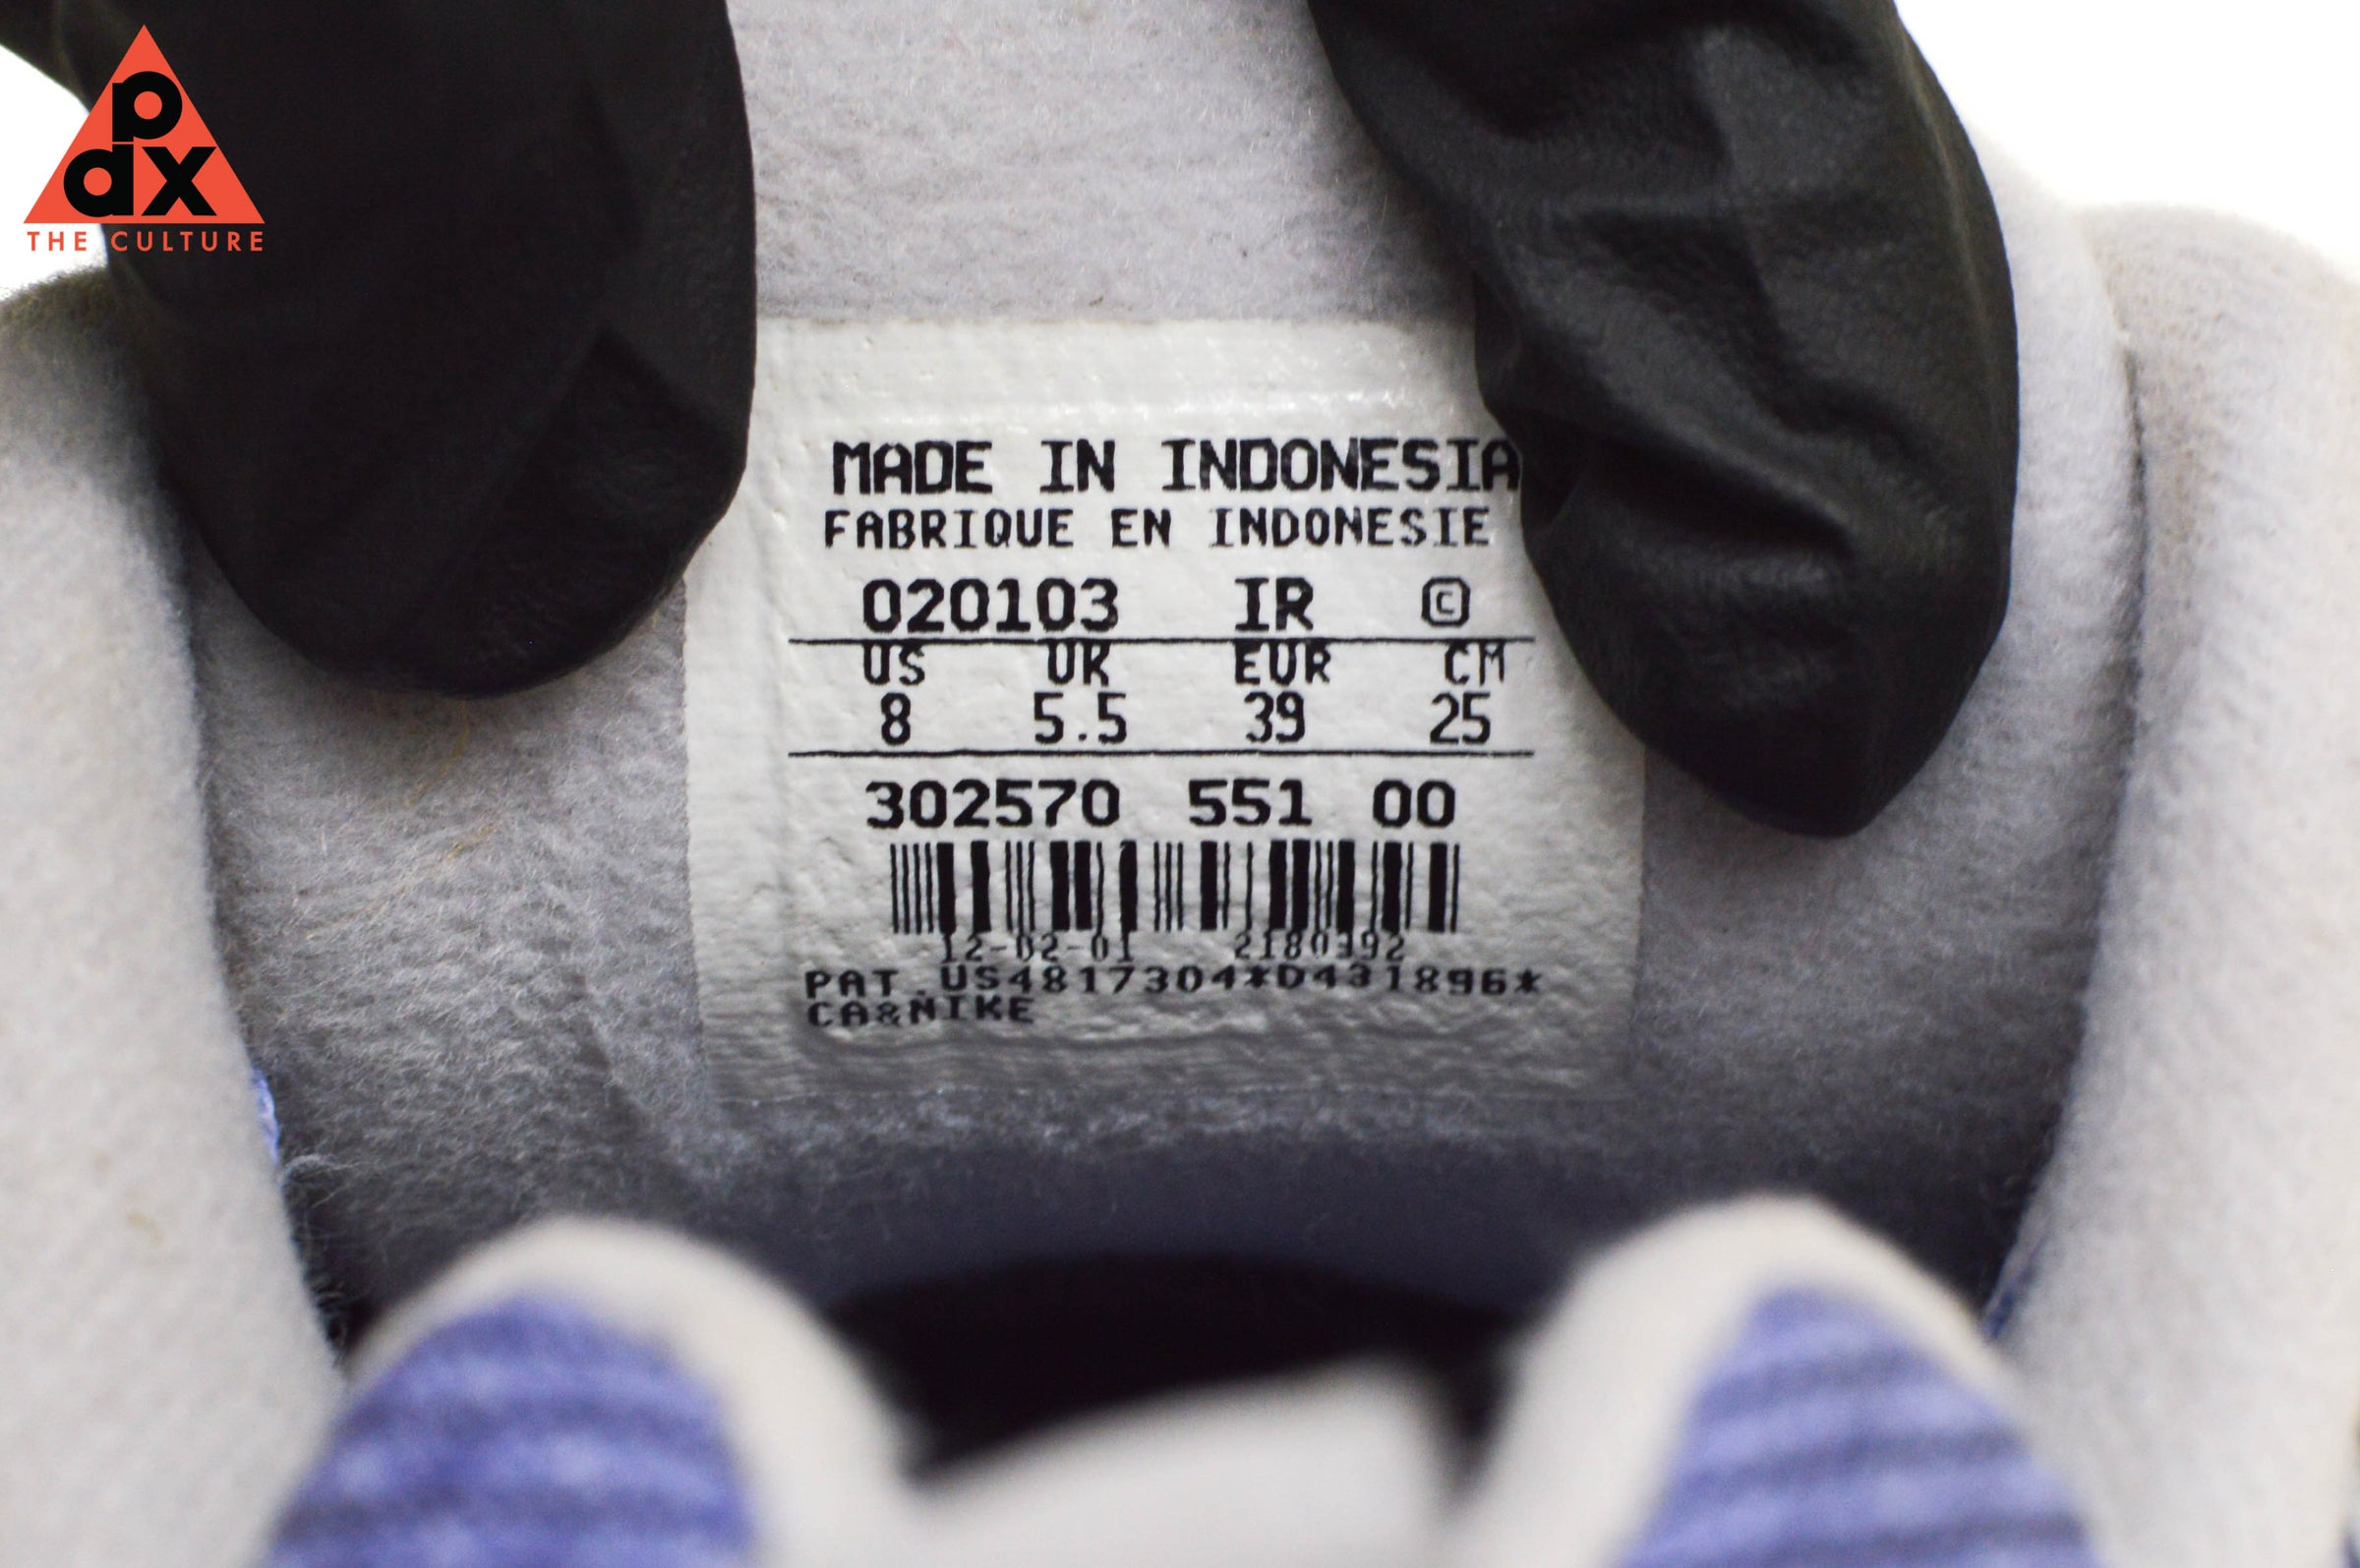 pdx
THE CULTURE
MADE IN INDONESIA
FABRIQUE EN INDONESIE
020103 IR ©
US UK EUR CM
8 5.5 39 25
302570 551 00
12-02-01 2180392
PAT.US4817304*D431896*
CA&NIKE